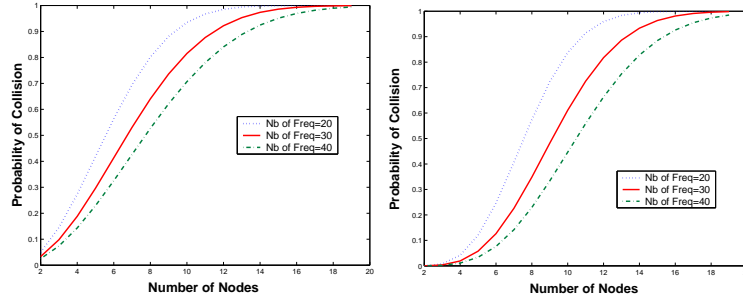 1
0.9
0.8
0.7
0.6
0.5
0.4
0.3
0.2
0.1
Probability of Collision
Nb of Freq=20
Nb of Freq=30
Nb of Freq=40
2 4 6 8 10 12 14 16 18 20
Number of Nodes
1
0.9
0.8
0.7
0.6
0.5
0.4
0.3
0.2
0.1
0
Probability of Collision
Nb of Freq=20
Nb of Freq=30
Nb of Freq=40
2 4 6 8 10 12 14 16 18
Number of Nodes